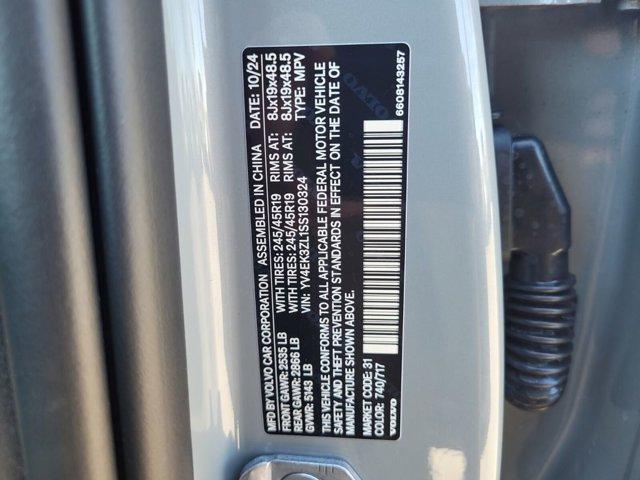 MFD BY VOLVO CAR CORPORATION ASSEMBLED IN CHINA DATE: 10/24
FRONT GAWR: 2535 LB WITH TIRES: 245/45R19 RIMS AT: 8Jx19x48.5
REAR GAWR: 2866 LB WITH TIRES: 245/45R19 RIMS AT: 8Jx19x48.5
GVWR: 5143 LB VIN: YV4EK3ZL1SS130324 TYPE: MPV
THIS VEHICLE CONFORMS TO ALL APPLICABLE FEDERAL MOTOR VEHICLE
SAFETY AND THEFT PREVENTION STANDARDS IN EFFECT ON THE DATE OF
MANUFACTURE SHOWN ABOVE.
MARKET CODE: 31
COLOR: 740/717
VOLVO
6608143257